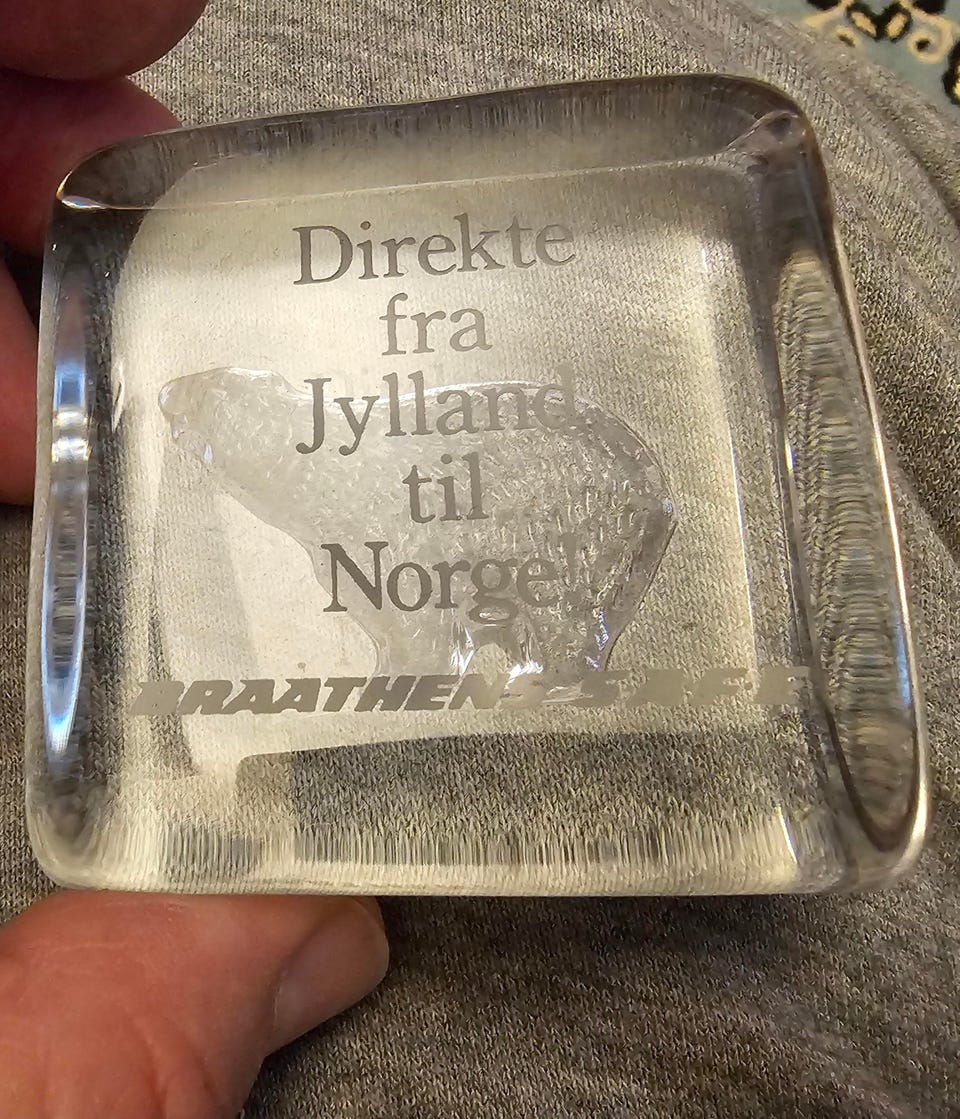 Direkte
fra
Jylland
til
Norge
BRAATHENS SAFE